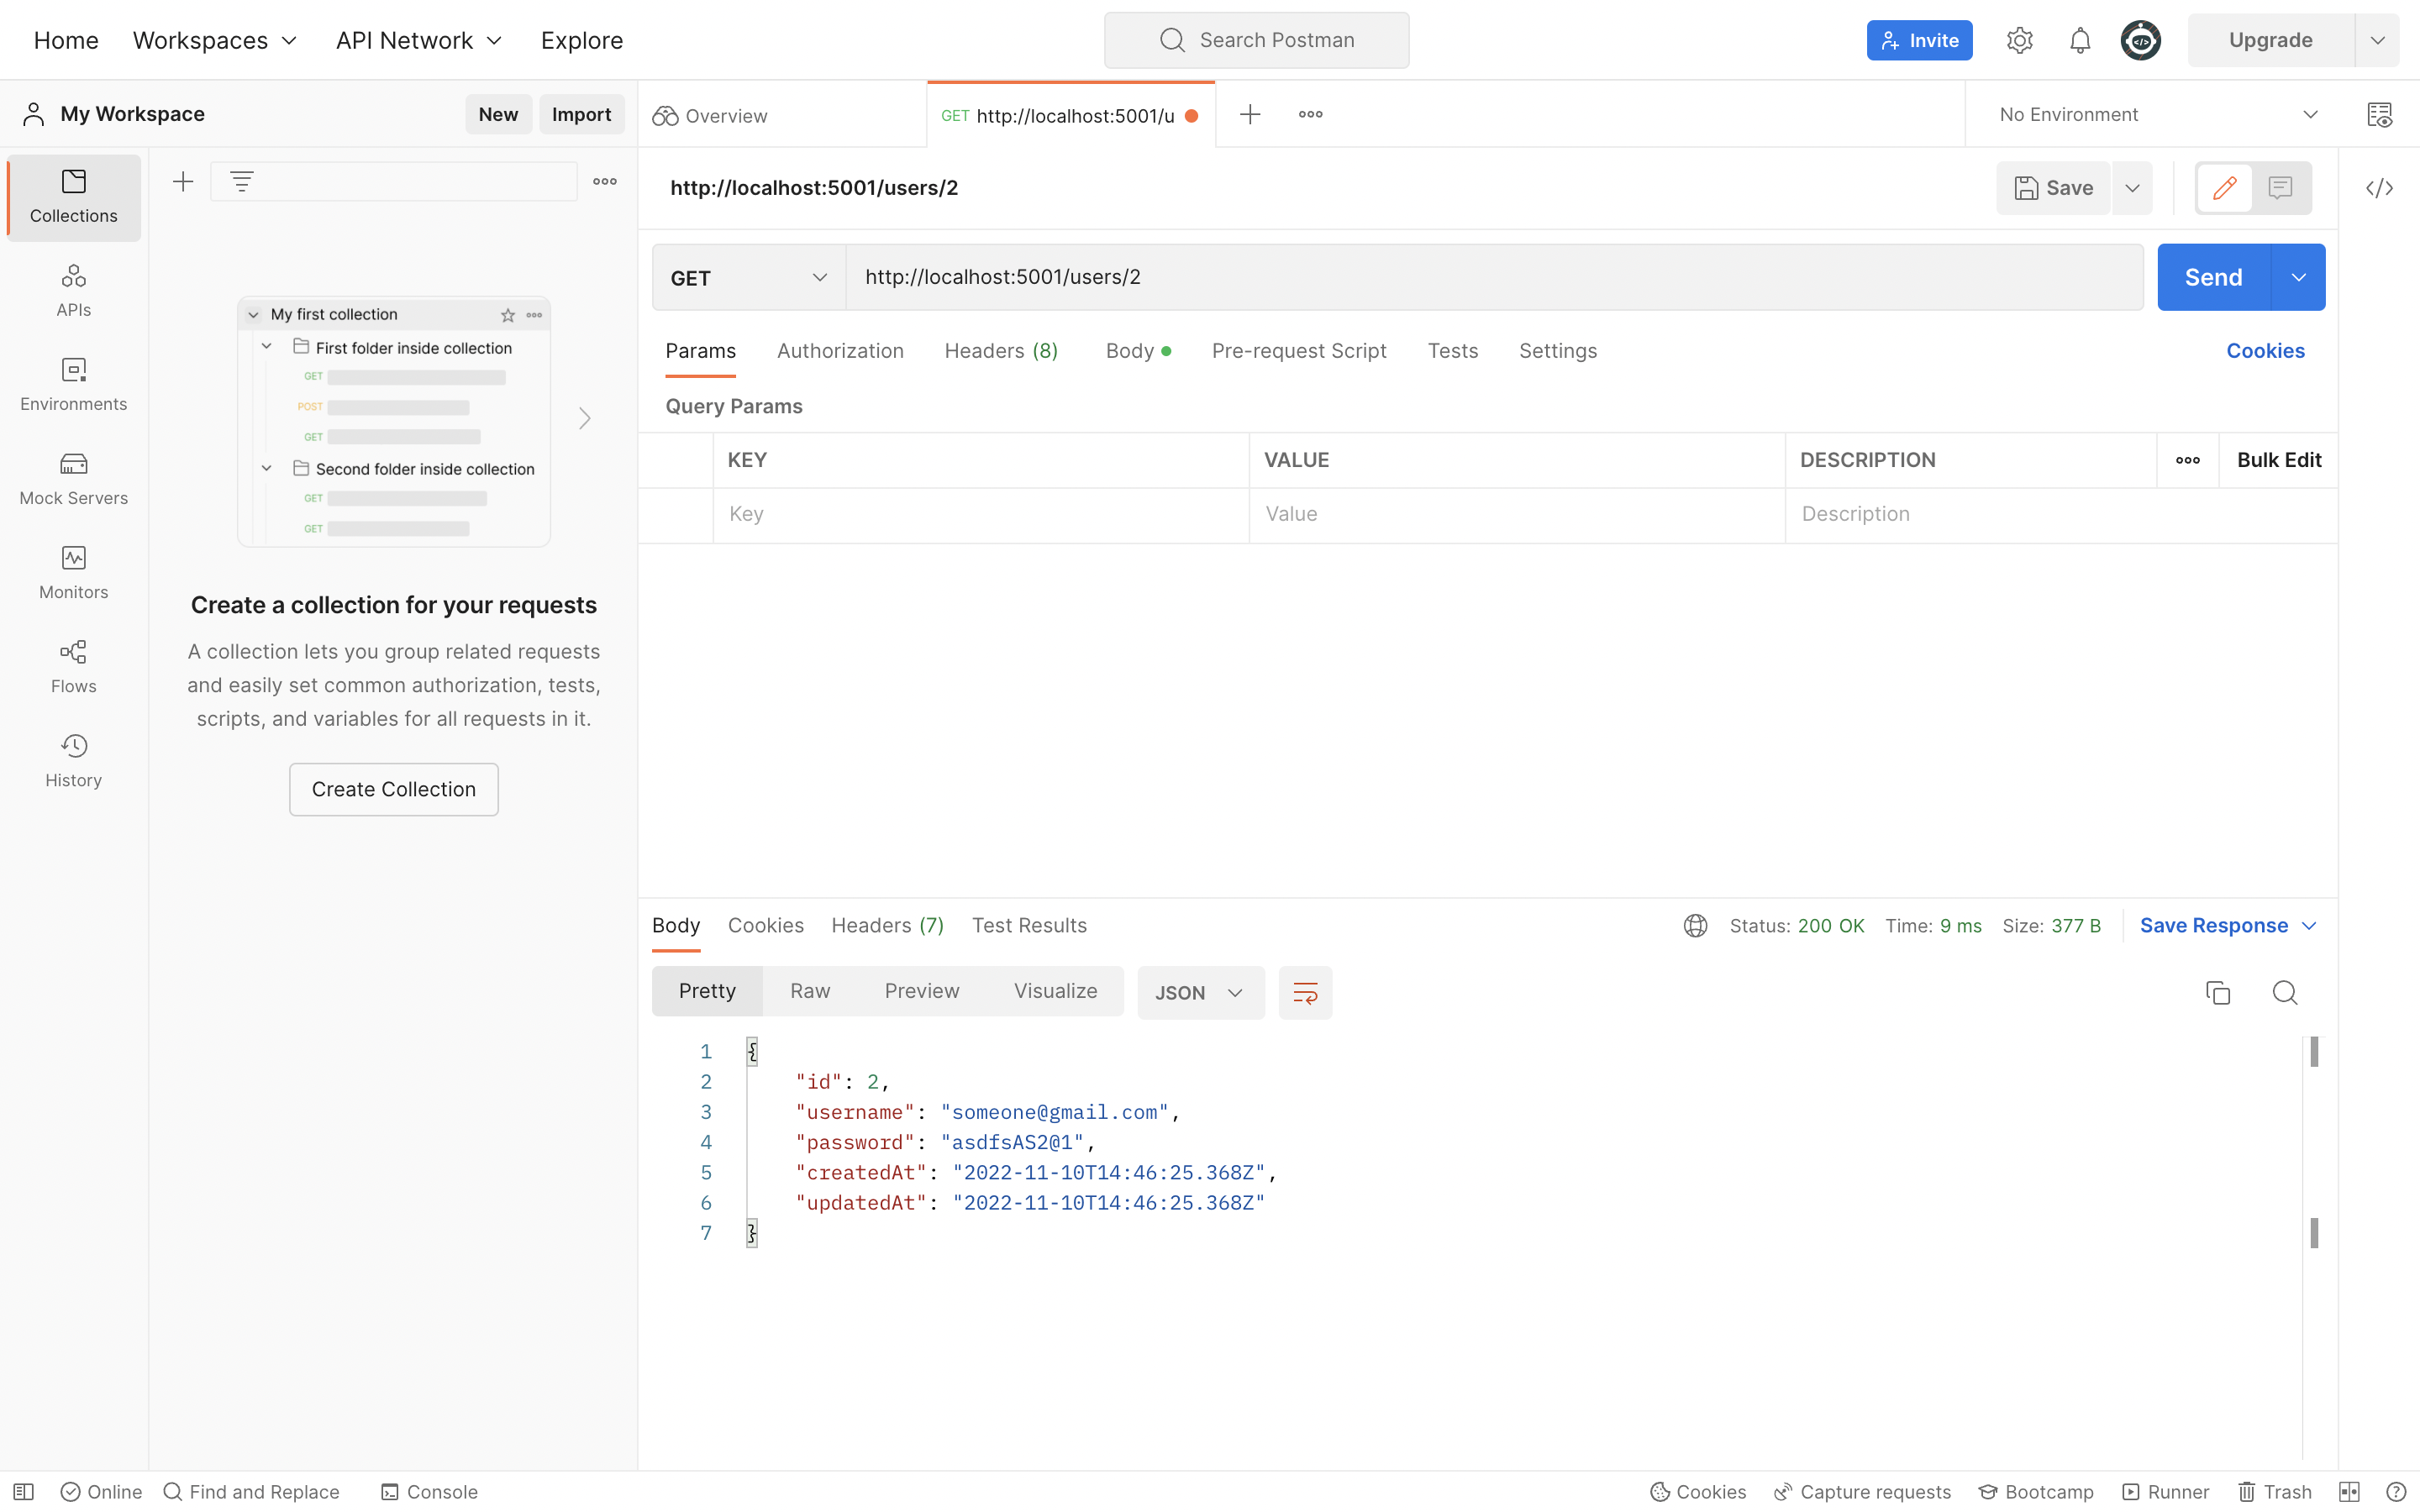 Home Workspaces API Network Explore Search Postman Invite Upgrade
My Workspace New Import
Overview GET http://localhost:5001/u No Environment
Collections
APIs
Environments
Mock Servers
Monitors
Flows
History
My first collection
First folder inside collection
GET
POST
GET
Second folder inside collection
GET
GET
Create a collection for your requests
A collection lets you group related requests
and easily set common authorization, tests,
scripts, and variables for all requests in it.
Create Collection
http://localhost:5001/users/2 Save
GET http://localhost:5001/users/2 Send
Params Authorization Headers (8) Body Pre-request Script Tests Settings Cookies
Query Params
KEY VALUE DESCRIPTION Bulk Edit
Key Value Description
Body Cookies Headers (7) Test Results Status: 200 OK Time: 9 ms Size: 377 B Save Response
Pretty Raw Preview Visualize JSON
1 {
2 "id": 2,
3 "username": "someone@gmail.com",
4 "password": "asdfsAS2@1",
5 "createdAt": "2022-11-10T14:46:25.368Z",
6 "updatedAt": "2022-11-10T14:46:25.368Z"
7 }
Online Find and Replace Console Cookies Capture requests Bootcamp Runner Trash